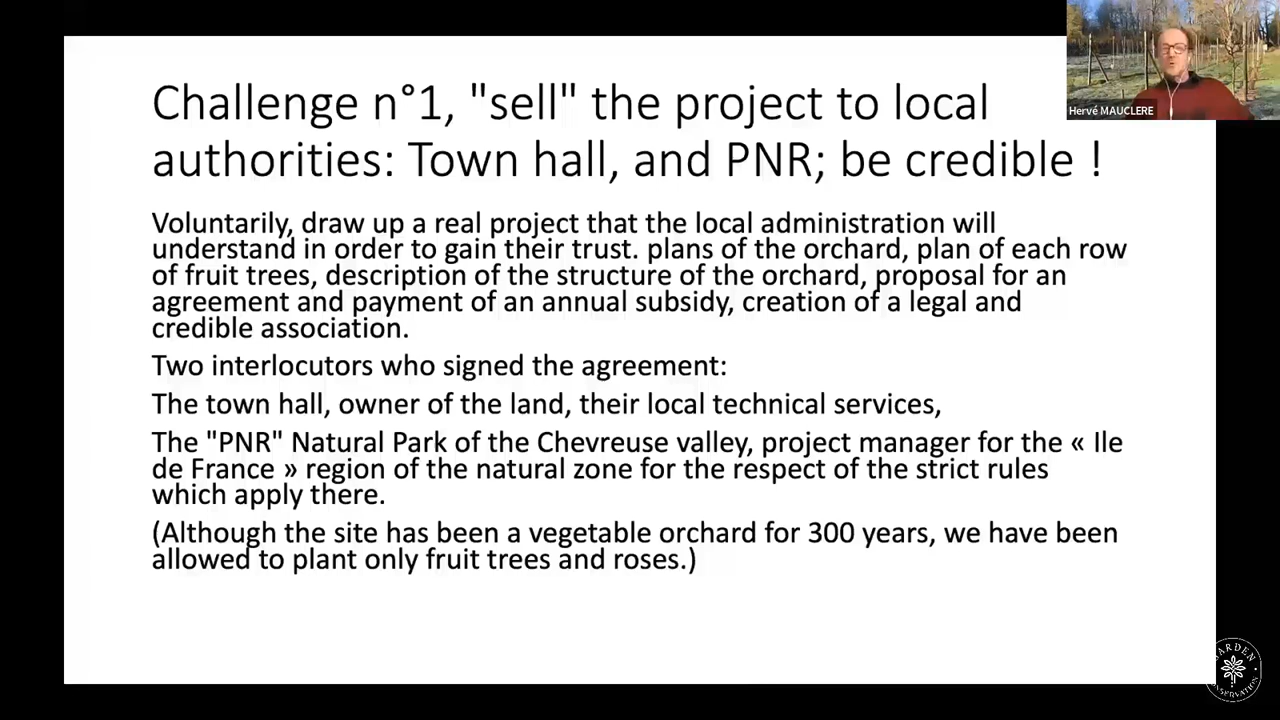 Challenge n°1, "sell" the project to local
authorities: Town hall, and PNR; be credible !
Hervé MAUCLERE
Voluntarily, draw up a real project that the local administration will
understand in order to gain their trust. plans of the orchard, plan of each row
of fruit trees, description of the structure of the orchard, proposal for an
agreement and payment of an annual subsidy, creation of a legal and
credible association.
Two interlocutors who signed the agreement:
The town hall, owner of the land, their local technical services,
The "PNR" Natural Park of the Chevreuse valley, project manager for the « Ile
de France » region of the natural zone for the respect of the strict rules
which apply there.
(Although the site has been a vegetable orchard for 300 years, we have been
allowed to plant only fruit trees and roses.)